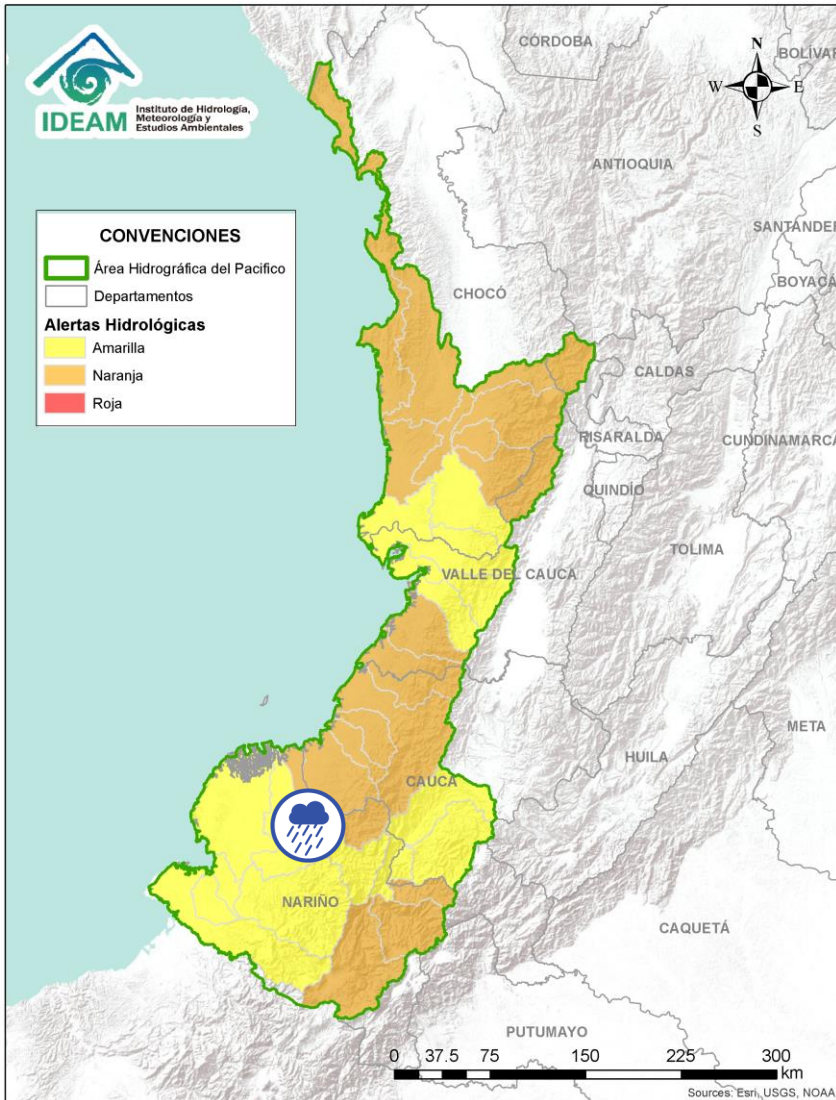 IDEAM
Instituto de Hidrología,
Meteorología y
Estudios Ambientales
N
W
E
S
CÓRDOBA
BOLÍVAR
ANTIOQUIA
SANTANDER
BOYACÁ
CONVENCIONES
Área Hidrográfica del Pacifico
Departamentos
Alertas Hidrológicas
Amarilla
Naranja
Roja
CHOCÓ
CALDAS
RISARALDA
CUNDINAMARCA
QUINDÍO
TOLIMA
VALLE DEL CAUCA
META
HUILA
CAUCA
NARIÑO
CAQUETÁ
PUTUMAYO
0 37.5 75 150 225 300
km
Sources: Esri, USGS, NOAA